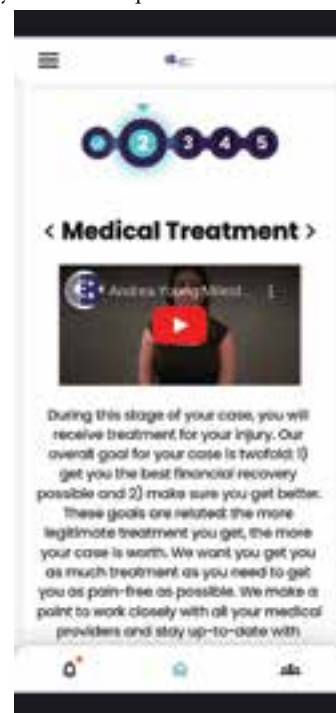 2 3 4 5
< Medical Treatment >
Andrea Young
During this stage of your case, you will
receive treatment for your injury. Our
overall goal for your case is twofold: 1)
get you the best financial recovery
possible and 2) make sure you get better.
These goals are related: the more
legitimate treatment you get, the more
your case is worth. We want you get you
as much treatment as you need to get
you as pain-free as possible. We make a
point to work closely with all your medical
providers and stay up-to-date with